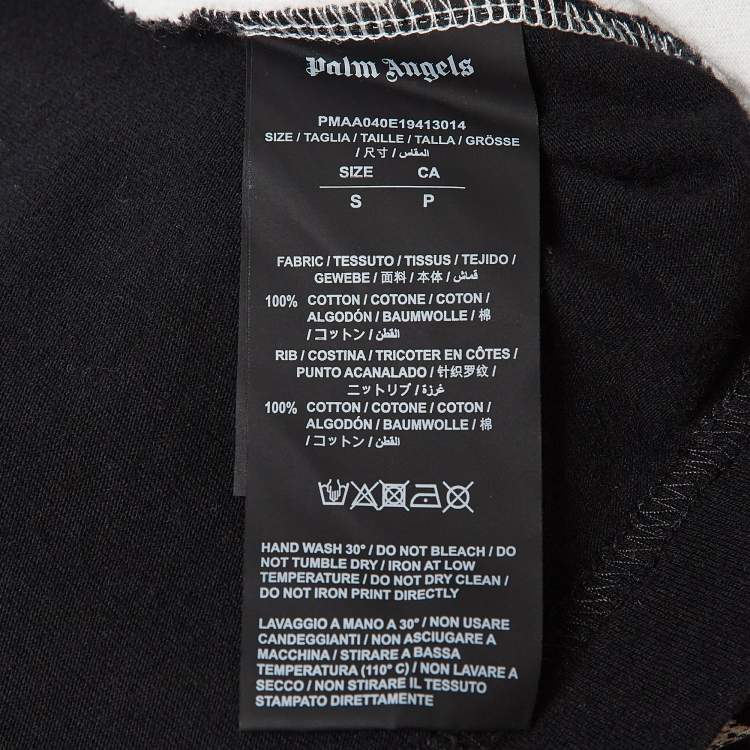 Palm Angels
PMAA040E19413014
SIZE / TAGLIA / TAILLE / TALLA / GRÖSSE
/ 尺寸 / المقاس /
SIZE CA
S P
FABRIC / TESSUTO / TISSUS / TEJIDO /
GEWEBE / 面料 / 本体 / قماش /
100% COTTON / COTONE / COTON /
ALGODÓN / BAUMWOLLE / 棉
/ コットン / القطن /
RIB / COSTINA / TRICOTER EN CÔTES /
PUNTO ACANALADO / 针织罗纹 /
ニットリブ / غرزة /
100% COTTON / COTONE / COTON /
ALGODÓN / BAUMWOLLE / 棉
/ コットン / القطن /
HAND WASH 30° / DO NOT BLEACH / DO
NOT TUMBLE DRY / IRON AT LOW
TEMPERATURE / DO NOT DRY CLEAN /
DO NOT IRON PRINT DIRECTLY
LAVAGGIO A MANO A 30° / NON USARE
CANDEGGIANTI / NON ASCIUGARE A
MACCHINA / STIRARE A BASSA
TEMPERATURA (110° C) / NON LAVARE A
SECCO / NON STIRARE IL TESSUTO
STAMPATO DIRETTAMENTE